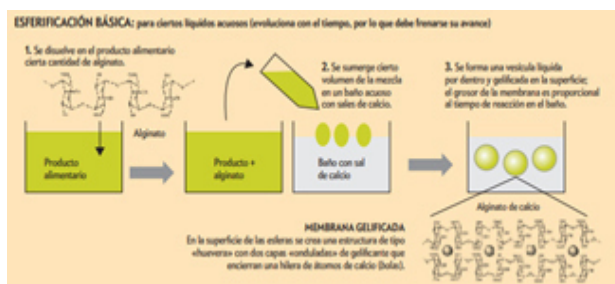 ESFERIFICACIÓN BÁSICA: para ciertos líquidos acuosos (evoluciona con el tiempo, por lo que debe frenarse su avance)
1. Se disuelve en el producto alimentario
cierta cantidad de alginato.
Alginato
Producto
alimentario
Producto +
alginato
2. Se sumerge cierto
volumen de la mezcla
en un baño acuoso
con sales de calcio.
Baño con sal
de calcio
3. Se forma una vesícula líquida
por dentro y gelificada en la superficie;
el grosor de la membrana es proporcional
al tiempo de reacción en el baño.
Alginato de calcio
MEMBRANA GELIFICADA
En la superficie de las esferas se crea una estructura de tipo
«huevera» con dos capas «onduladas» de gelificante que
encierran una hilera de átomos de calcio (bolas).